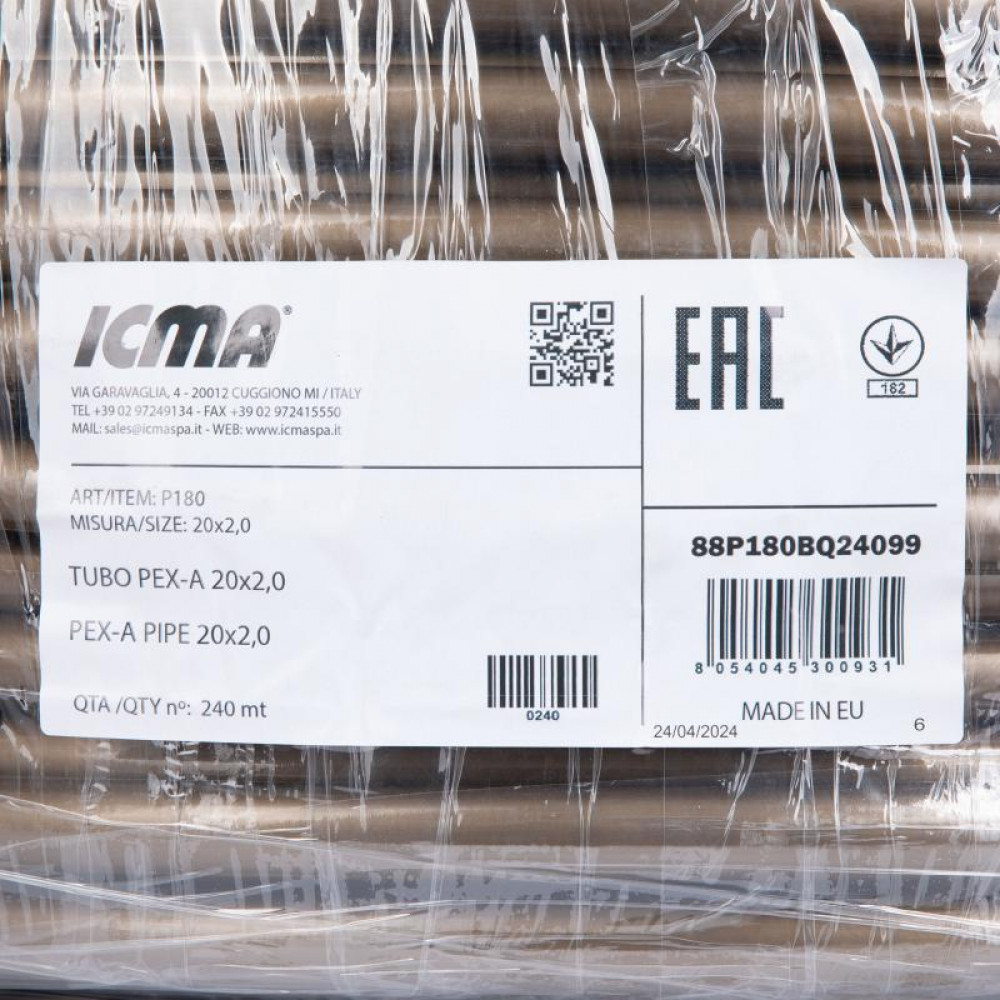 ICMA®
VIA GARAVAGLIA, 4 - 20012 CUGGIONO MI / ITALY
TEL +39 02 97249134 - FAX +39 02 972415550
MAIL: sales@icmaspa.it - WEB: www.icmaspa.it
EAC
182
ART/ITEM: P180
MISURA/SIZE: 20x2,0
TUBO PEX-A 20x2,0
PEX-A PIPE 20x2,0
QTA /QTY nº: 240 mt
0240
88P180BQ24099
8 054045 300931
MADE IN EU
24/04/2024
6